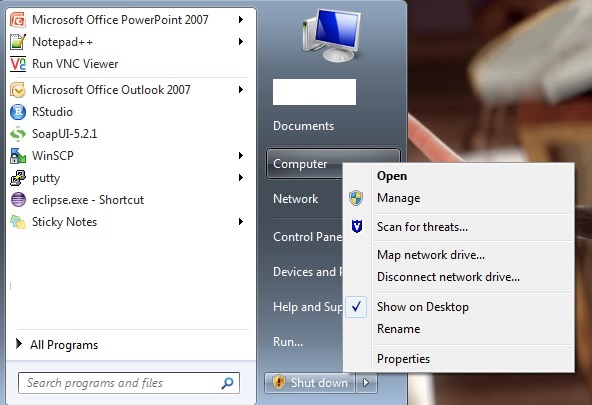 Microsoft Office PowerPoint 2007
Notepad++
Run VNC Viewer
Microsoft Office Outlook 2007
RStudio
SoapUI-5.2.1
WinSCP
putty
eclipse.exe - Shortcut
Sticky Notes
All Programs
Search programs and files
Documents
Computer
Network
Control Pane
Devices and
Help and Sup
Run...
Shut down
Open
Manage
Scan for threats...
Map network drive...
Disconnect network drive...
Show on Desktop
Rename
Properties